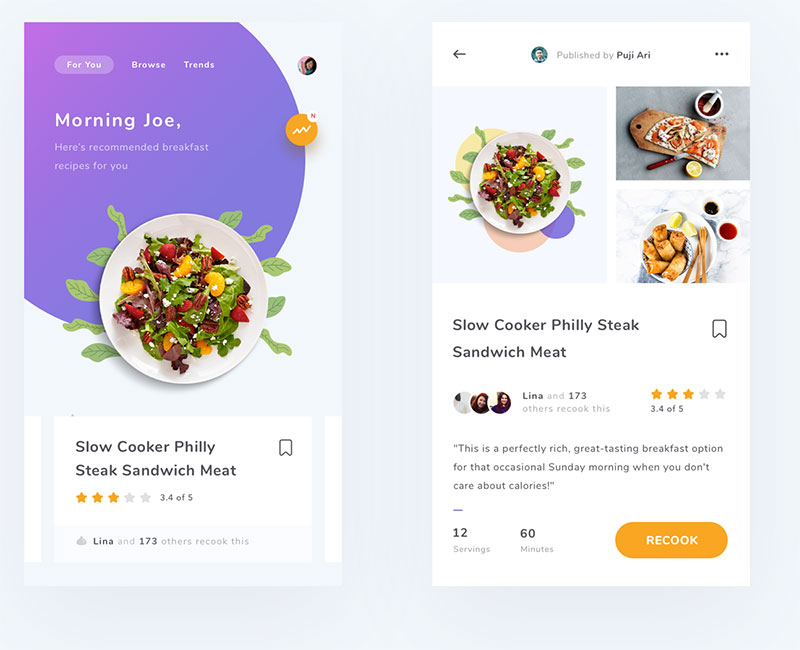 For You Browse Trends
N
Morning Joe,
Here's recommended breakfast
recipes for you
Slow Cooker Philly
Steak Sandwich Meat
3.4 of 5
Lina and 173 others recook this
Published by Puji Ari
Slow Cooker Philly Steak
Sandwich Meat
Lina and 173
others recook this
3.4 of 5
"This is a perfectly rich, great-tasting breakfast option
for that occasional Sunday morning when you don't
care about calories!"
12 60
Servings Minutes
RECOOK